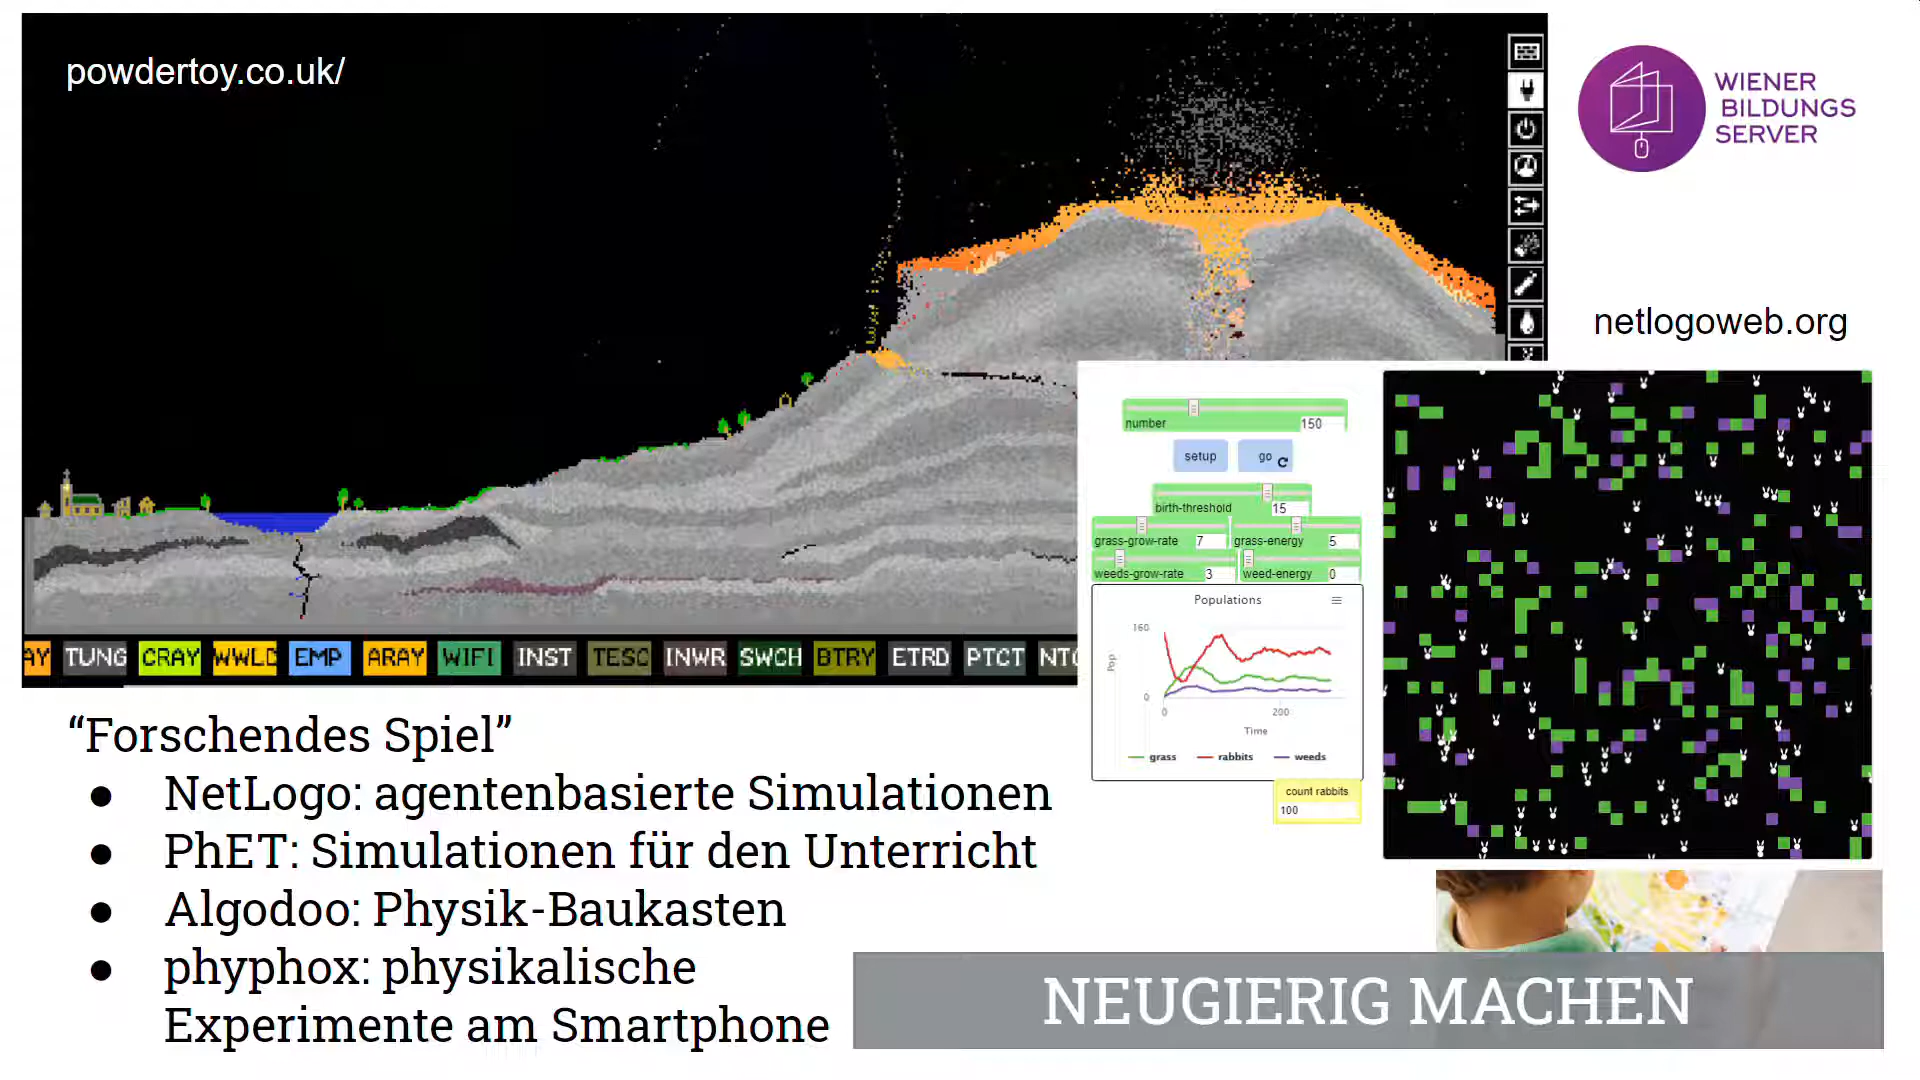 powdertoy.co.uk/
WIENER
BILDUNGS
SERVER
netlogoweb.org
number 150
setup go
birth-threshold 15
grass-grow-rate 7 grass-energy 5
weeds-grow-rate 3 weed-energy 0
Populations
160
Pop
0
0 200
Time
grass rabbits weeds
count rabbits
100
AY TUNG CRAY WWLD EMP ARAY WIFI INST TESC INWR SWCH BTRY ETRD PTCT NTC
“Forschendes Spiel”
● NetLogo: agentenbasierte Simulationen
● PhET: Simulationen für den Unterricht
● Algodoo: Physik-Baukasten
● phyphox: physikalische
Experimente am Smartphone
NEUGIERIG MACHEN